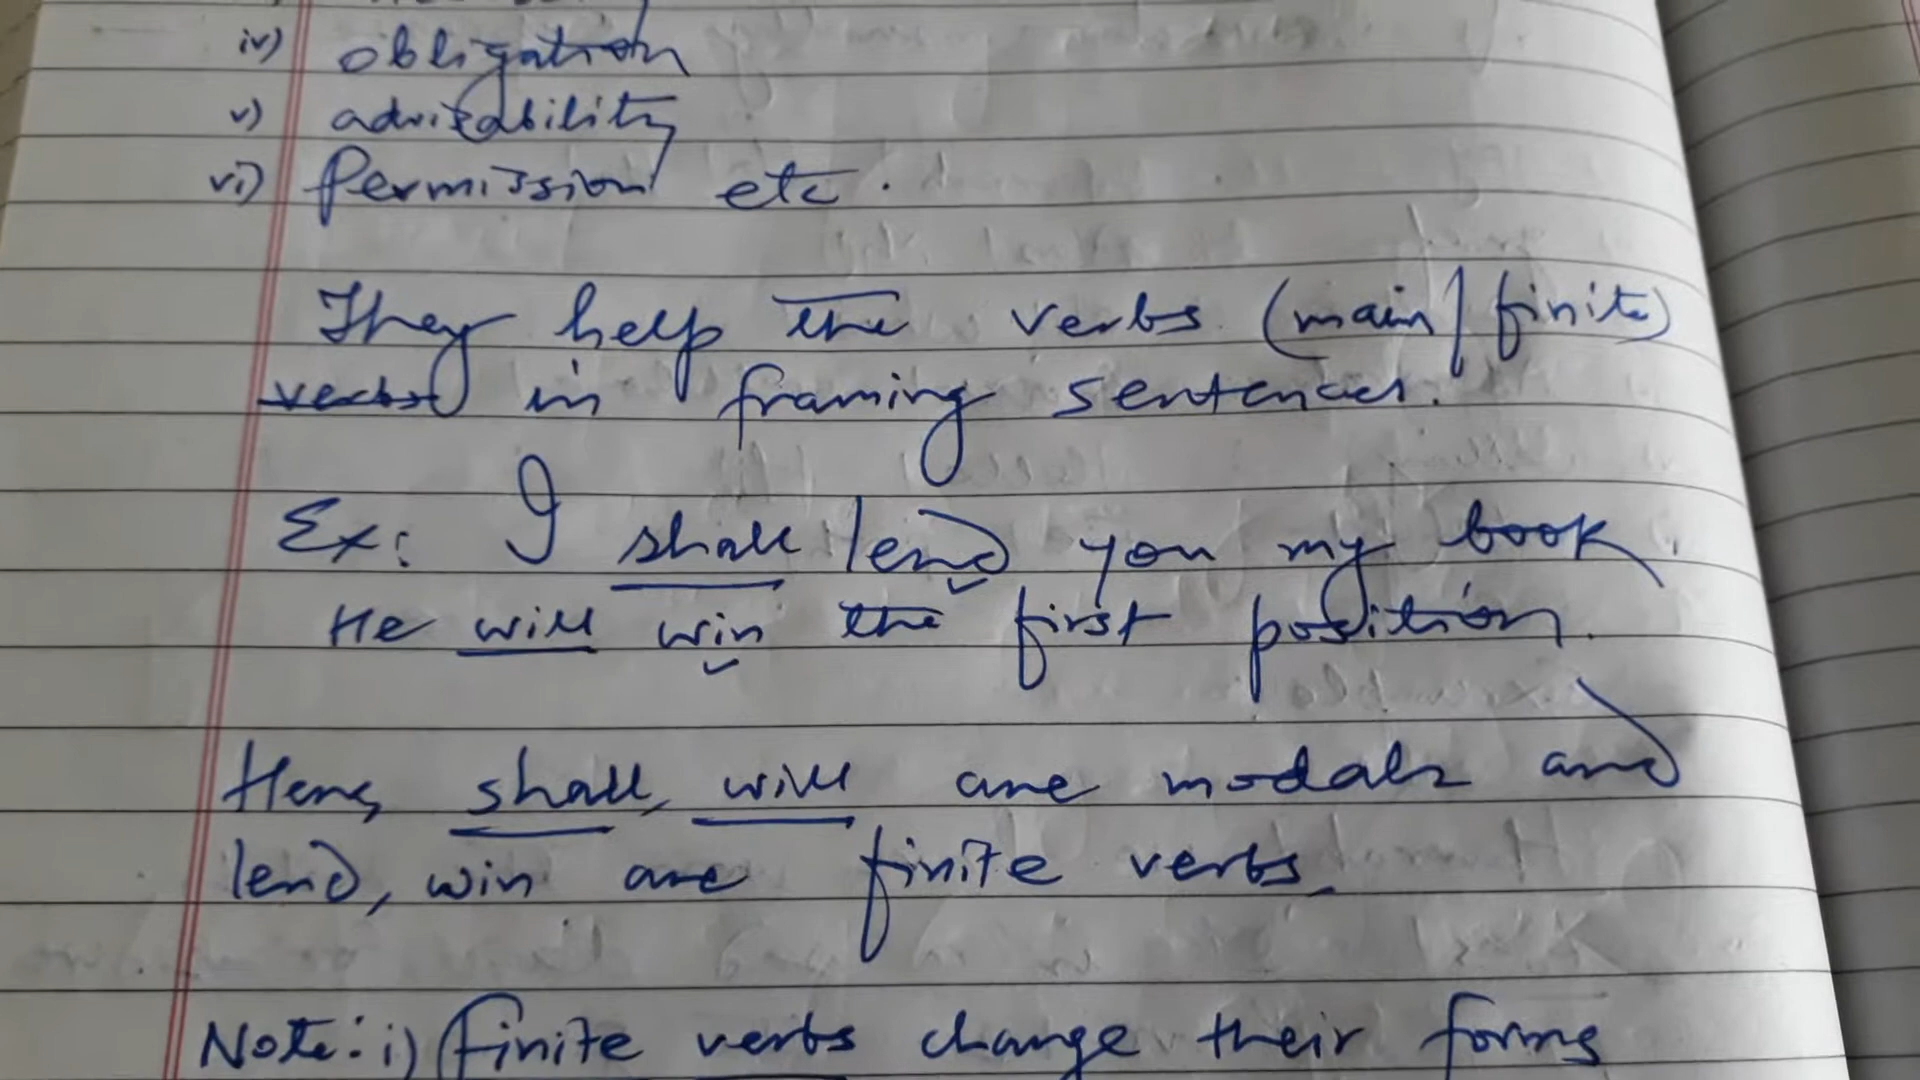 iv) obligation
v) advisability
vi) Permission etc.
They help the verbs (main/finite)
verbs in framing sentences.
Ex: I shall lend you my book.
He will win the first position.
Here, shall, will are modals and
lend, win are finite verbs.
Note: i) finite verbs change their forms